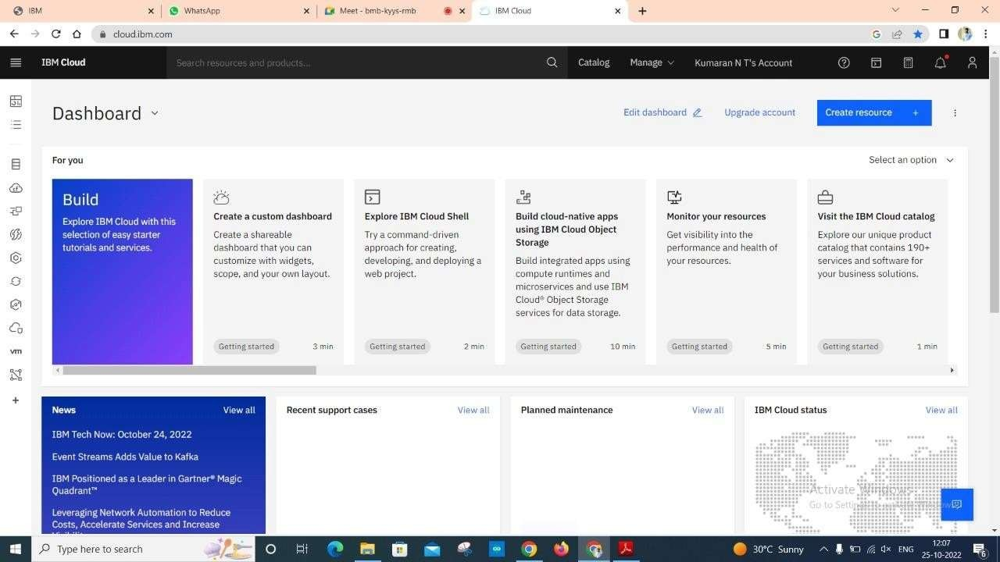 IBM
WhatsApp
Meet - bmb-kyys-rmb
IBM Cloud
cloud.ibm.com
IBM Cloud
Search resources and products...
Catalog
Manage
Kumaran N T's Account
Dashboard
Edit dashboard
Upgrade account
Create resource +
For you
Select an option
Build
Explore IBM Cloud with this
selection of easy starter
tutorials and services.
Create a custom dashboard
Create a shareable
dashboard that you can
customize with widgets,
scope, and your own layout.
Getting started
3 min
Explore IBM Cloud Shell
Try a command-driven
approach for creating,
developing, and deploying a
web project.
Getting started
2 min
Build cloud-native apps
using IBM Cloud Object
Storage
Build integrated apps using
compute runtimes and
microservices and use IBM
Cloud® Object Storage
services for data storage.
Getting started
10 min
Monitor your resources
Get visibility into the
performance and health of
your resources.
Getting started
5 min
Visit the IBM Cloud catalog
Explore our unique product
catalog that contains 190+
services and software for
your business solutions.
Getting started
1 min
vm
News
View all
IBM Tech Now: October 24, 2022
Event Streams Adds Value to Kafka
IBM Positioned as a Leader in Gartner® Magic
Quadrant™
Leveraging Network Automation to Reduce
Costs, Accelerate Services and Increase
Recent support cases
View all
Planned maintenance
View all
IBM Cloud status
View all
Activate Windows
Go to Settings to activate Windows.
Type here to search
30°C Sunny
ENG
12:07
25-10-2022
6